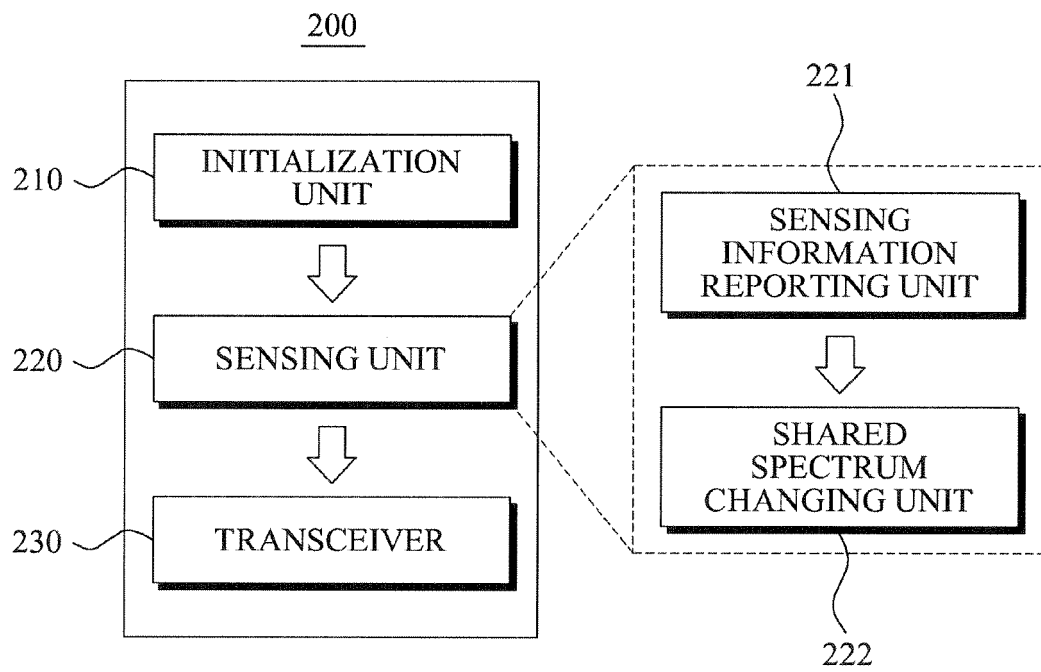 200
210
INITIALIZATION
UNIT
220
SENSING UNIT
230
TRANSCEIVER
221
SENSING
INFORMATION
REPORTING UNIT
SHARED
SPECTRUM
CHANGING UNIT
222